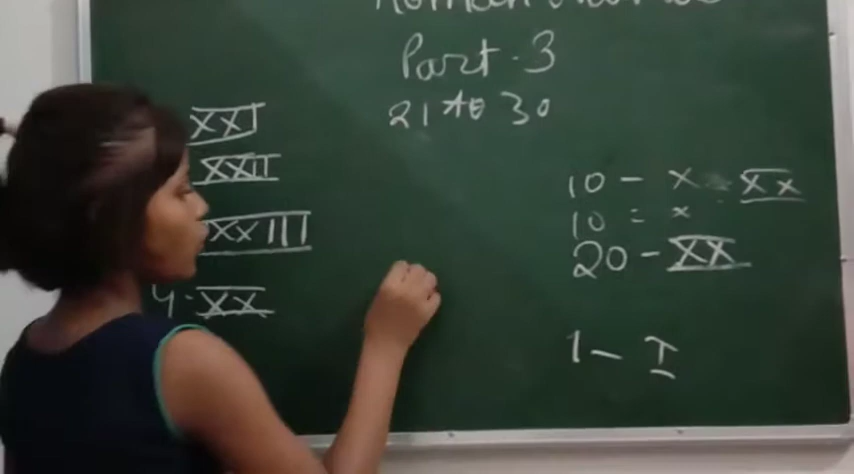 Part-3
21 to 30
XXI
XXII
XXIII
4-XX
10 - X = XX
10 = X
20 - XX
1 - I